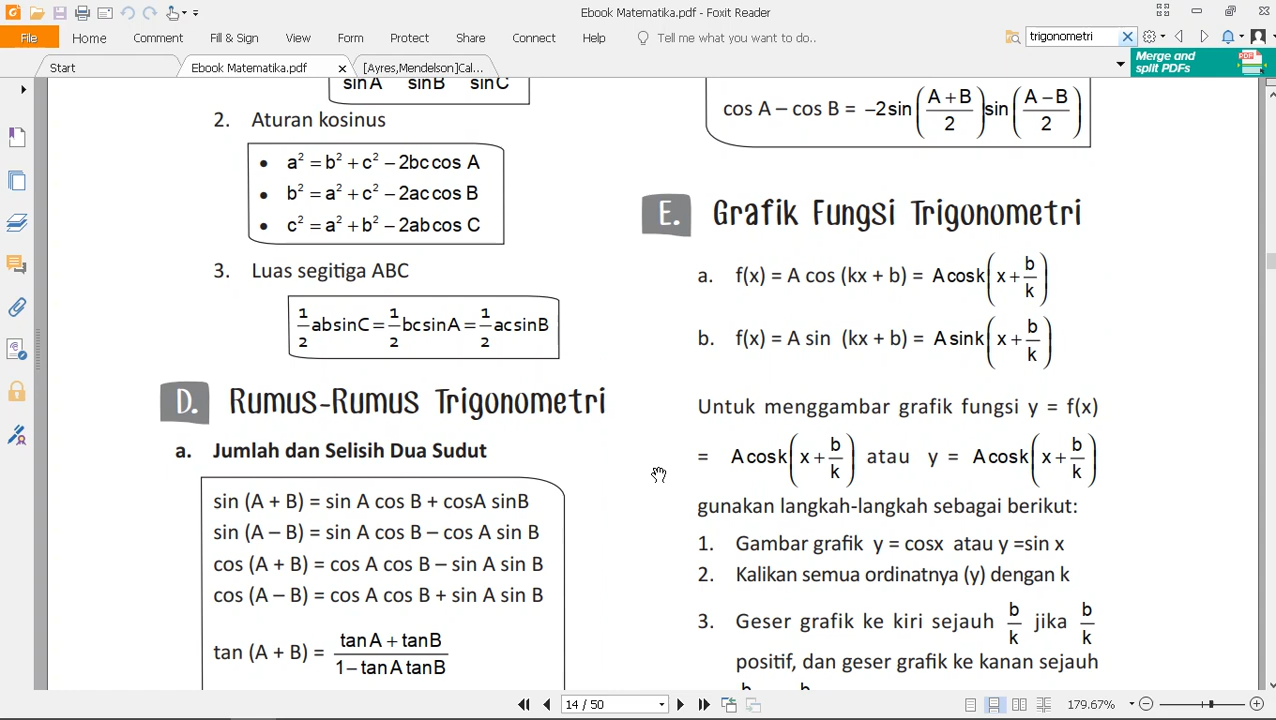 Ebook Matematika.pdf - Foxit Reader
File Home Comment Fill & Sign View Form Protect Share Connect Help Tell me what you want to do.. trigonometri
Start Ebook Matematika.pdf [Ayres,Mendelson]Cal... Merge and
split PDFs
sinA sinB sinC
2. Aturan kosinus
• a² = b² + c² − 2bc cos A
• b² = a² + c² − 2ac cos B
• c² = a² + b² − 2ab cos C
3. Luas segitiga ABC
1/2 absinC = 1/2 bcsinA = 1/2 acsinB
D. Rumus-Rumus Trigonometri
a. Jumlah dan Selisih Dua Sudut
sin (A + B) = sin A cos B + cosA sinB
sin (A − B) = sin A cos B − cos A sin B
cos (A + B) = cos A cos B − sin A sin B
cos (A − B) = cos A cos B + sin A sin B
tan (A + B) = (tan A + tanB)/(1− tan A tanB)
cos A − cos B = −2sin((A + B)/2)sin((A − B)/2)
E. Grafik Fungsi Trigonometri
a. f(x) = A cos (kx + b) = A cosk(x + b/k)
b. f(x) = A sin (kx + b) = A sink(x + b/k)
Untuk menggambar grafik fungsi y = f(x)
= A cosk(x + b/k) atau y = A cosk(x + b/k)
gunakan langkah-langkah sebagai berikut:
1. Gambar grafik y = cosx atau y =sin x
2. Kalikan semua ordinatnya (y) dengan k
3. Geser grafik ke kiri sejauh b/k jika b/k
positif, dan geser grafik ke kanan sejauh
b b
14 / 50 179.67%